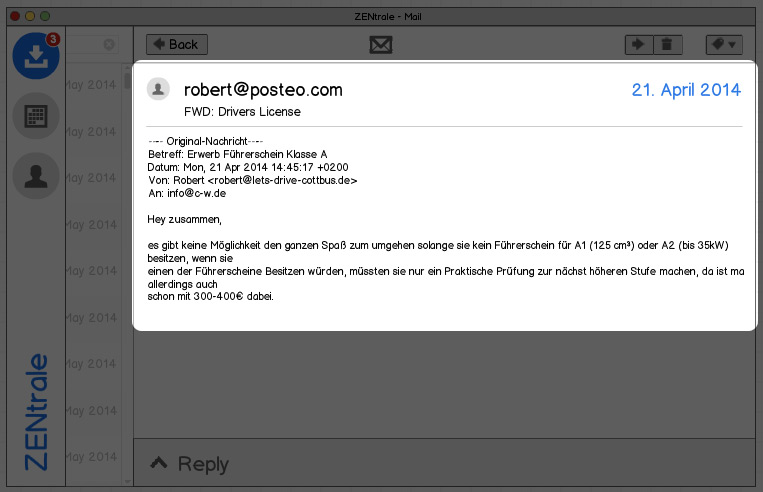 ZENtrale - Mail
3
Back
May 2014
May 2014
May 2014
May 2014
May 2014
May 2014
May 2014
May 2014
May 2014
robert@posteo.com
21. April 2014
FWD: Drivers License
---- Original-Nachricht----
Betreff: Erwerb Führerschein Klasse A
Datum: Mon, 21 Apr 2014 14:45:17 +0200
Von: Robert <robert@lets-drive-cottbus.de>
An: info@c-w.de
Hey zusammen,
es gibt keine Möglichkeit den ganzen Spaß zum umgehen solange sie kein Führerschein für A1 (125 cm³) oder A2 (bis 35kW)
besitzen, wenn sie
einen der Führerscheine Besitzen würden, müssten sie nur ein Praktische Prüfung zur nächst höheren Stufe machen, da ist ma
allerdings auch
schon mit 300-400€ dabei.
ZENtrale
Reply